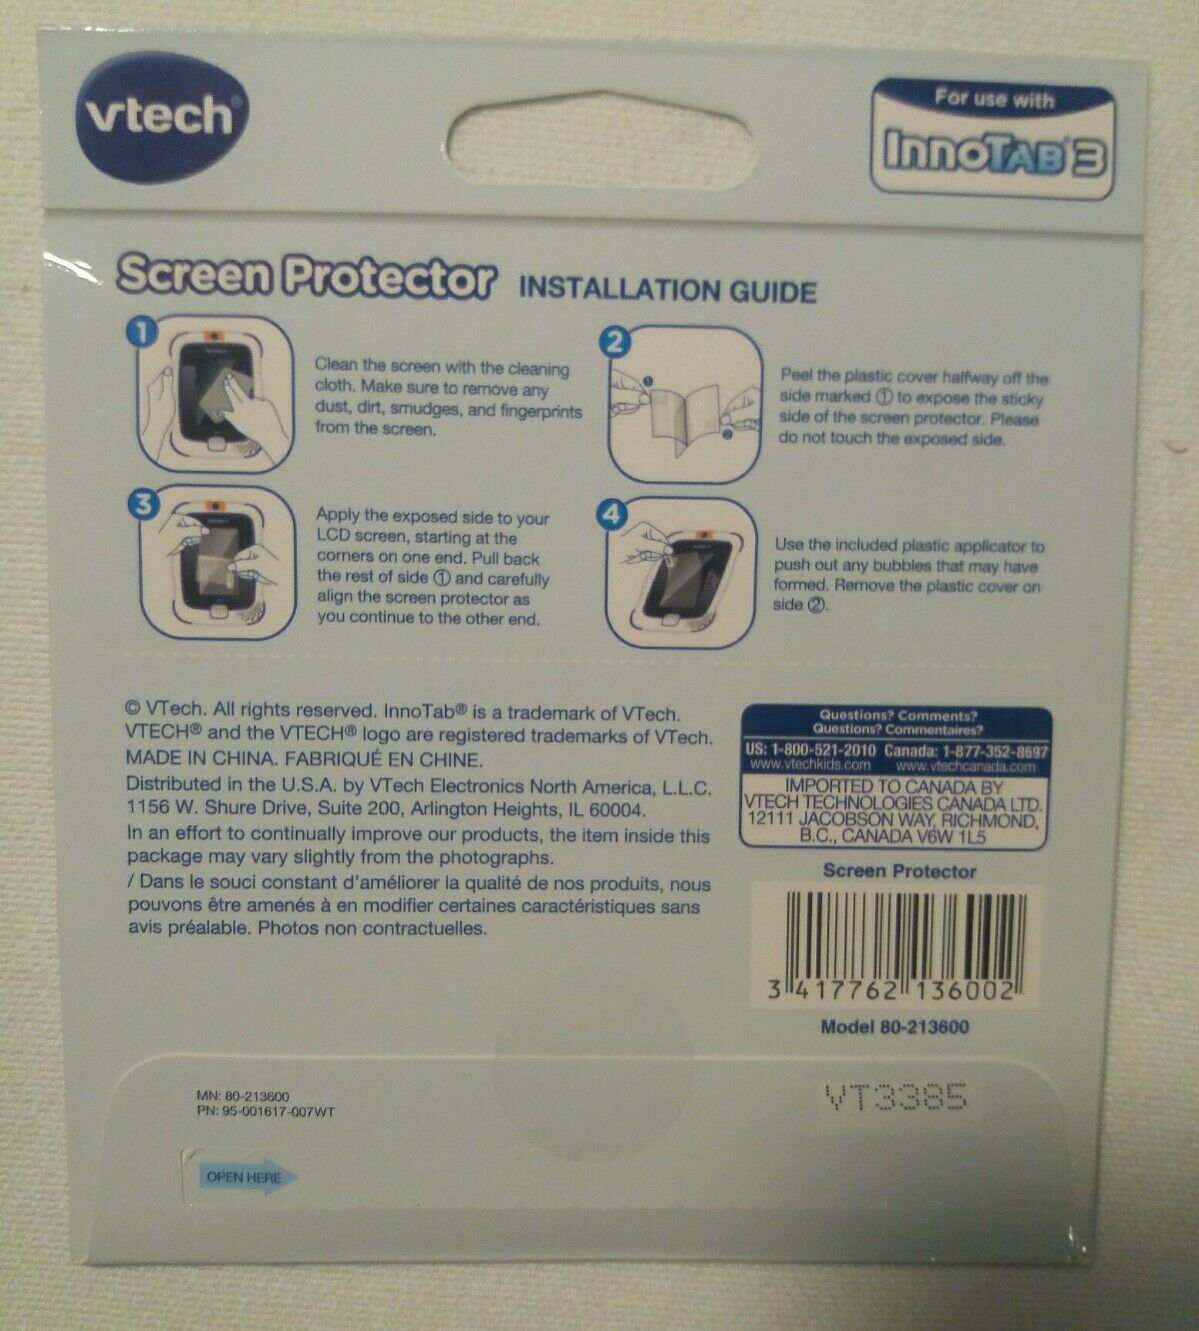 vtech®
For use with
InnoTAB®3
Screen Protector INSTALLATION GUIDE
1
Clean the screen with the cleaning
cloth. Make sure to remove any
dust, dirt, smudges, and fingerprints
from the screen.
2
Peel the plastic cover halfway off the
side marked ① to expose the sticky
side of the screen protector. Please
do not touch the exposed side.
3
Apply the exposed side to your
LCD screen, starting at the
corners on one end. Pull back
the rest of side ① and carefully
align the screen protector as
you continue to the other end.
4
Use the included plastic applicator to
push out any bubbles that may have
formed. Remove the plastic cover on
side ②.
© VTech. All rights reserved. InnoTab® is a trademark of VTech.
VTECH® and the VTECH® logo are registered trademarks of VTech.
MADE IN CHINA. FABRIQUÉ EN CHINE.
Distributed in the U.S.A. by VTech Electronics North America, L.L.C.
1156 W. Shure Drive, Suite 200, Arlington Heights, IL 60004.
In an effort to continually improve our products, the item inside this
package may vary slightly from the photographs.
/ Dans le souci constant d'améliorer la qualité de nos produits, nous
pouvons être amenés à en modifier certaines caractéristiques sans
avis préalable. Photos non contractuelles.
Questions? Comments?
Questions? Commentaires?
US: 1-800-521-2010 Canada: 1-877-352-8697
www.vtechkids.com www.vtechcanada.com
IMPORTED TO CANADA BY
VTECH TECHNOLOGIES CANADA LTD.
12111 JACOBSON WAY, RICHMOND,
B.C., CANADA V6W 1L5
Screen Protector
3 417762 136002
Model 80-213600
MN: 80-213600
PN: 95-001617-007WT
VT3385
OPEN HERE